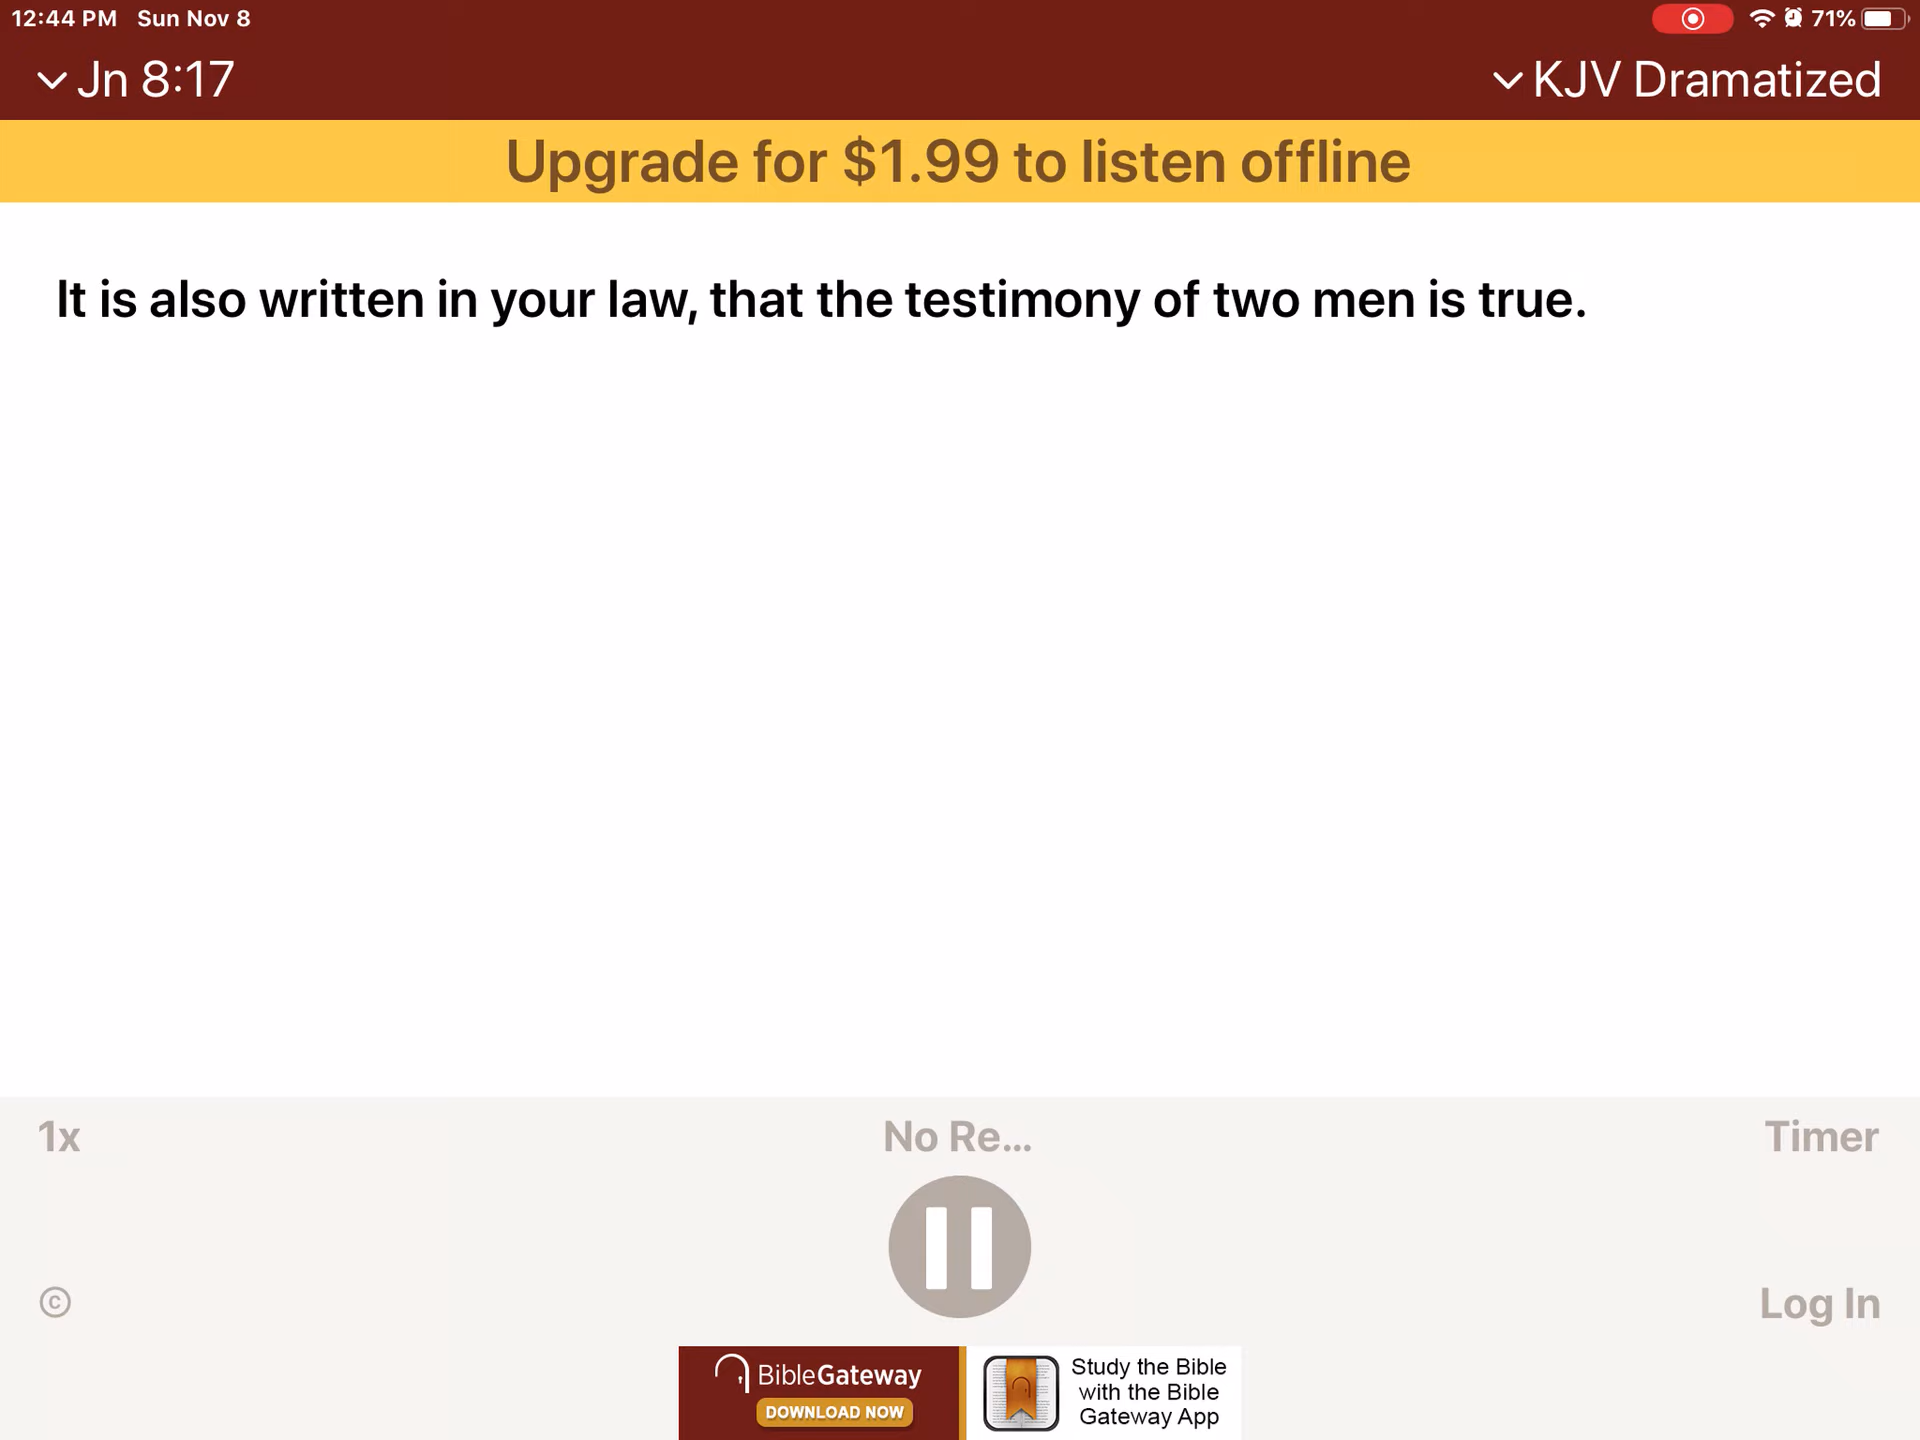 12:44 PM Sun Nov 8 71%
Jn 8:17 KJV Dramatized
Upgrade for $1.99 to listen offline
It is also written in your law, that the testimony of two men is true.
1x No Re... Timer
© Log In
BibleGateway
DOWNLOAD NOW
Study the Bible
with the Bible
Gateway App